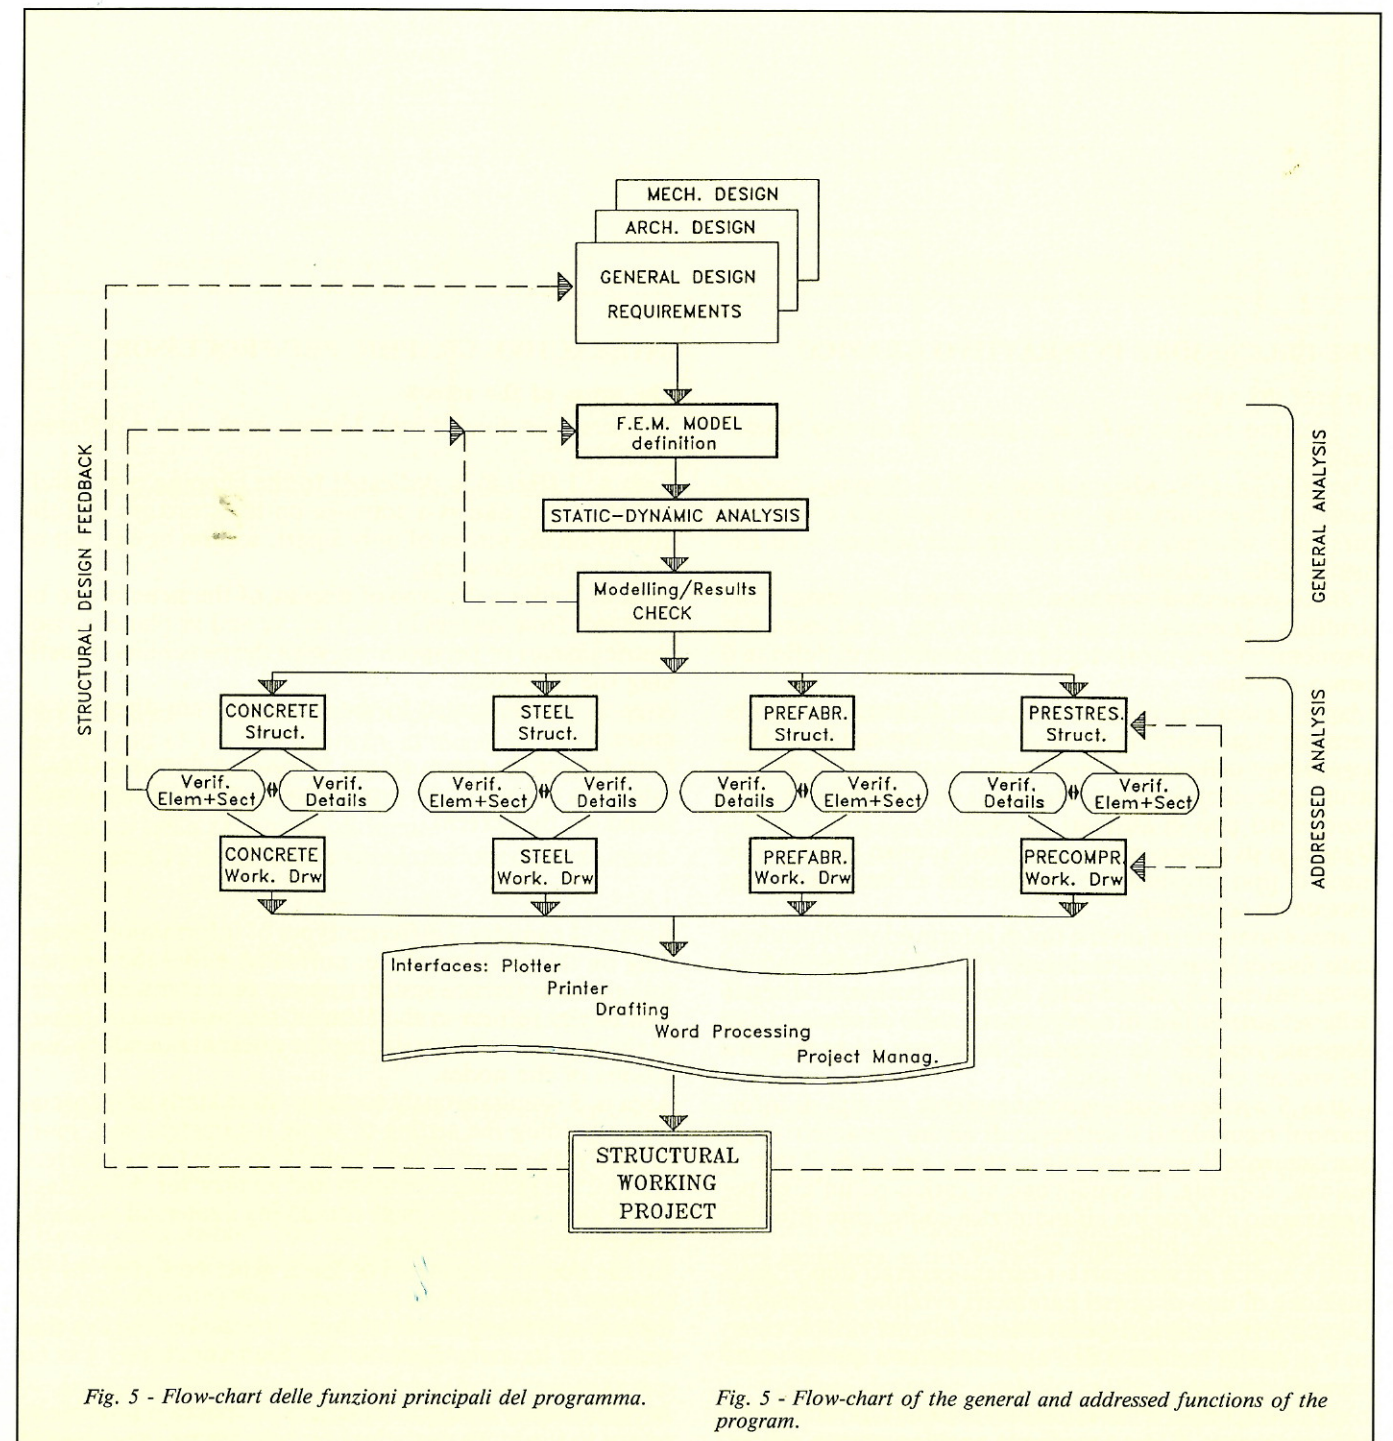 MECH. DESIGN
ARCH. DESIGN
GENERAL DESIGN
REQUIREMENTS
F.E.M. MODEL
definition
STATIC-DYNAMIC ANALYSIS
Modelling/Results
CHECK
STRUCTURAL DESIGN FEEDBACK
GENERAL ANALYSIS
CONCRETE
Struct.
STEEL
Struct.
PREFABR.
Struct.
PRESTRES.
Struct.
Verif.
Elem+Sect
Verif.
Details
Verif.
Elem+Sect
Verif.
Details
Verif.
Details
Verif.
Elem+Sect
Verif.
Details
Verif.
Elem+Sect
CONCRETE
Work. Drw
STEEL
Work. Drw
PREFABR.
Work. Drw
PRECOMPR.
Work. Drw
ADDRESSED ANALYSIS
Interfaces: Plotter
Printer
Drafting
Word Processing
Project Manag.
STRUCTURAL
WORKING
PROJECT
Fig. 5 - Flow-chart delle funzioni principali del programma.
Fig. 5 - Flow-chart of the general and addressed functions of the
program.